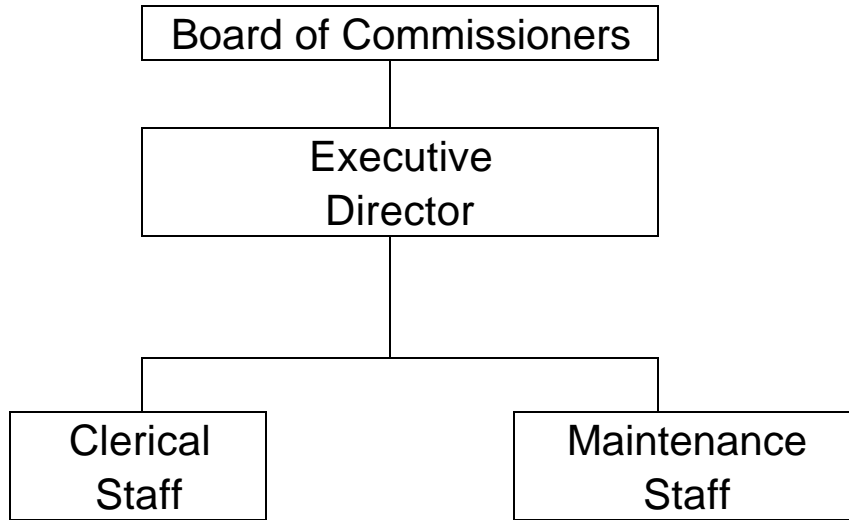 Board of Commissioners
Executive
Director
Clerical
Staff
Maintenance
Staff